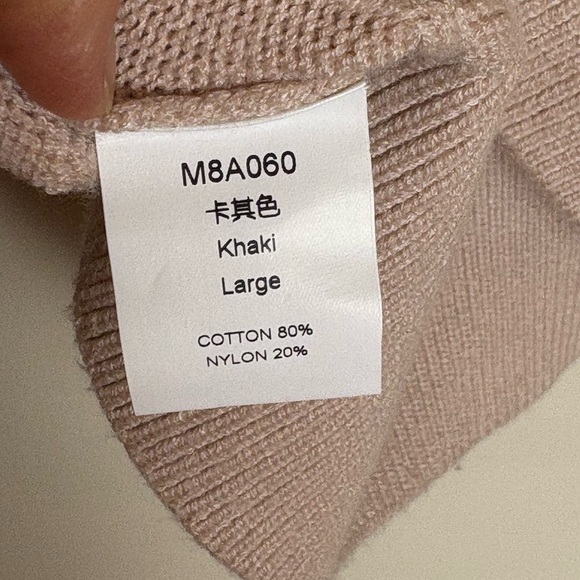 M8A060
卡其色
Khaki
Large
COTTON 80%
NYLON 20%